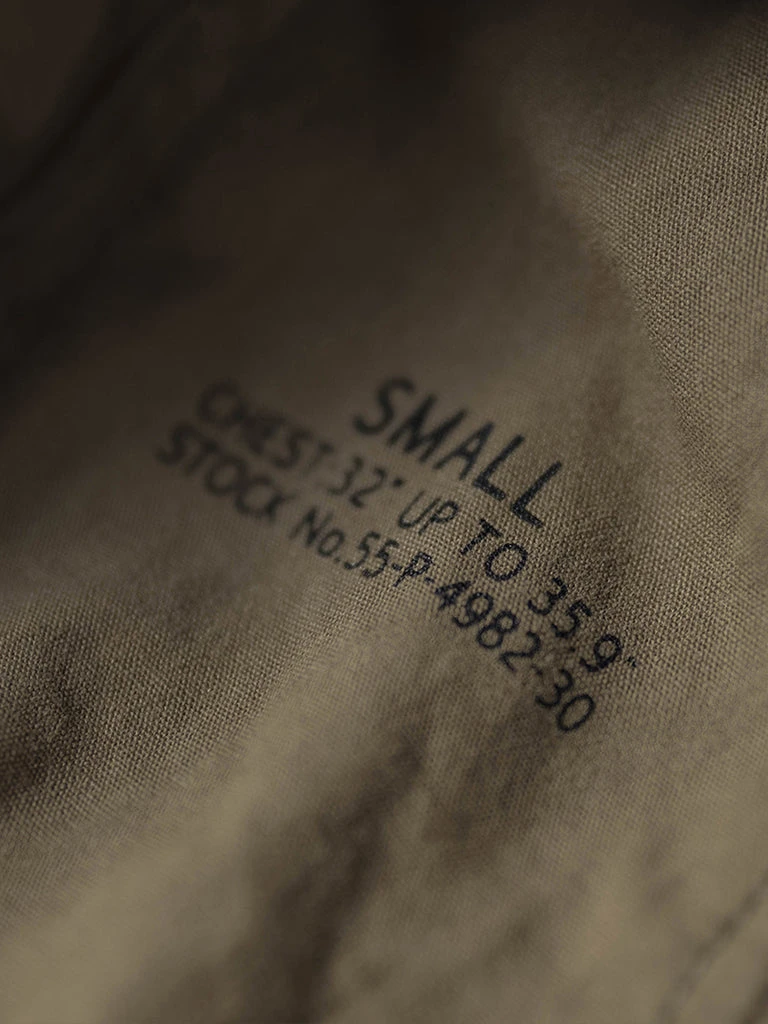 SMALL
CHEST 32" UP TO 35.9"
STOCK No.55-P-4982-30